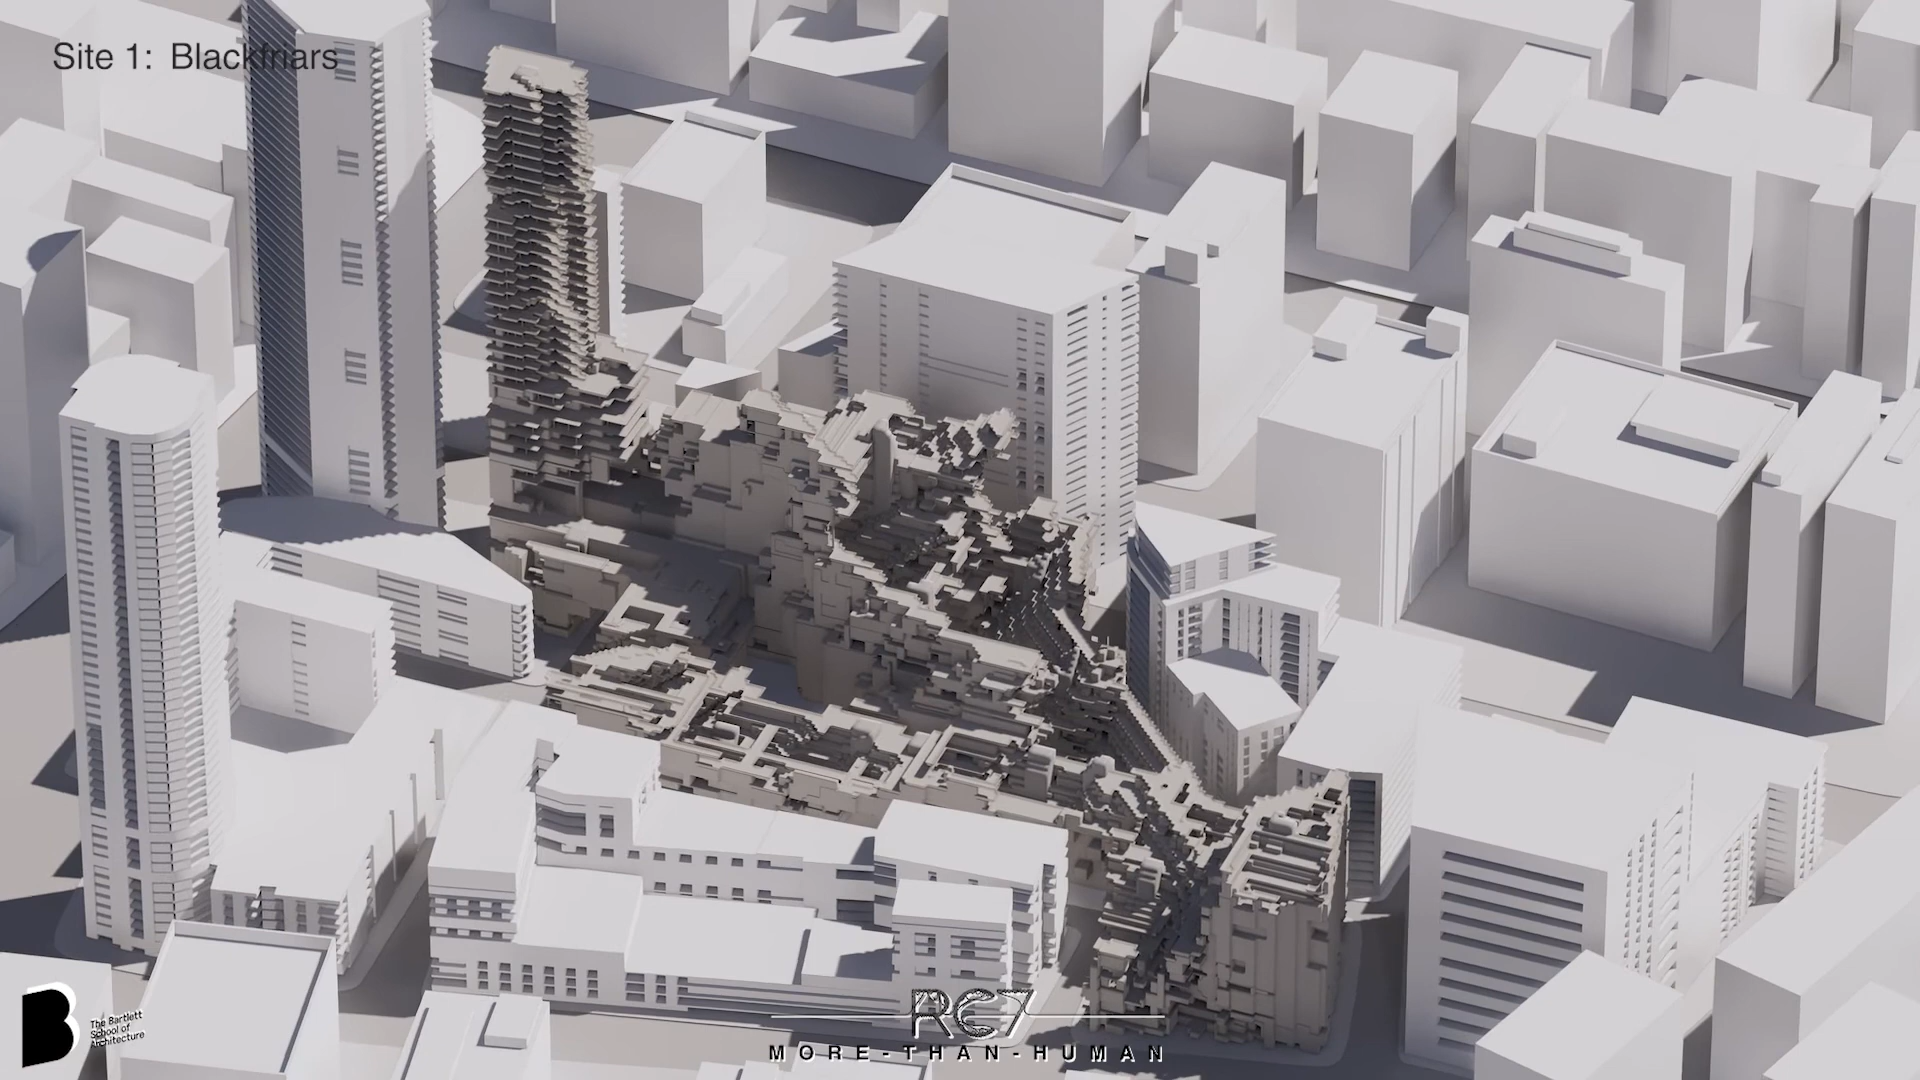 Site 1: Blackfriars
B
The Bartlett
School of
Architecture
RC7
MORE-THAN-HUMAN